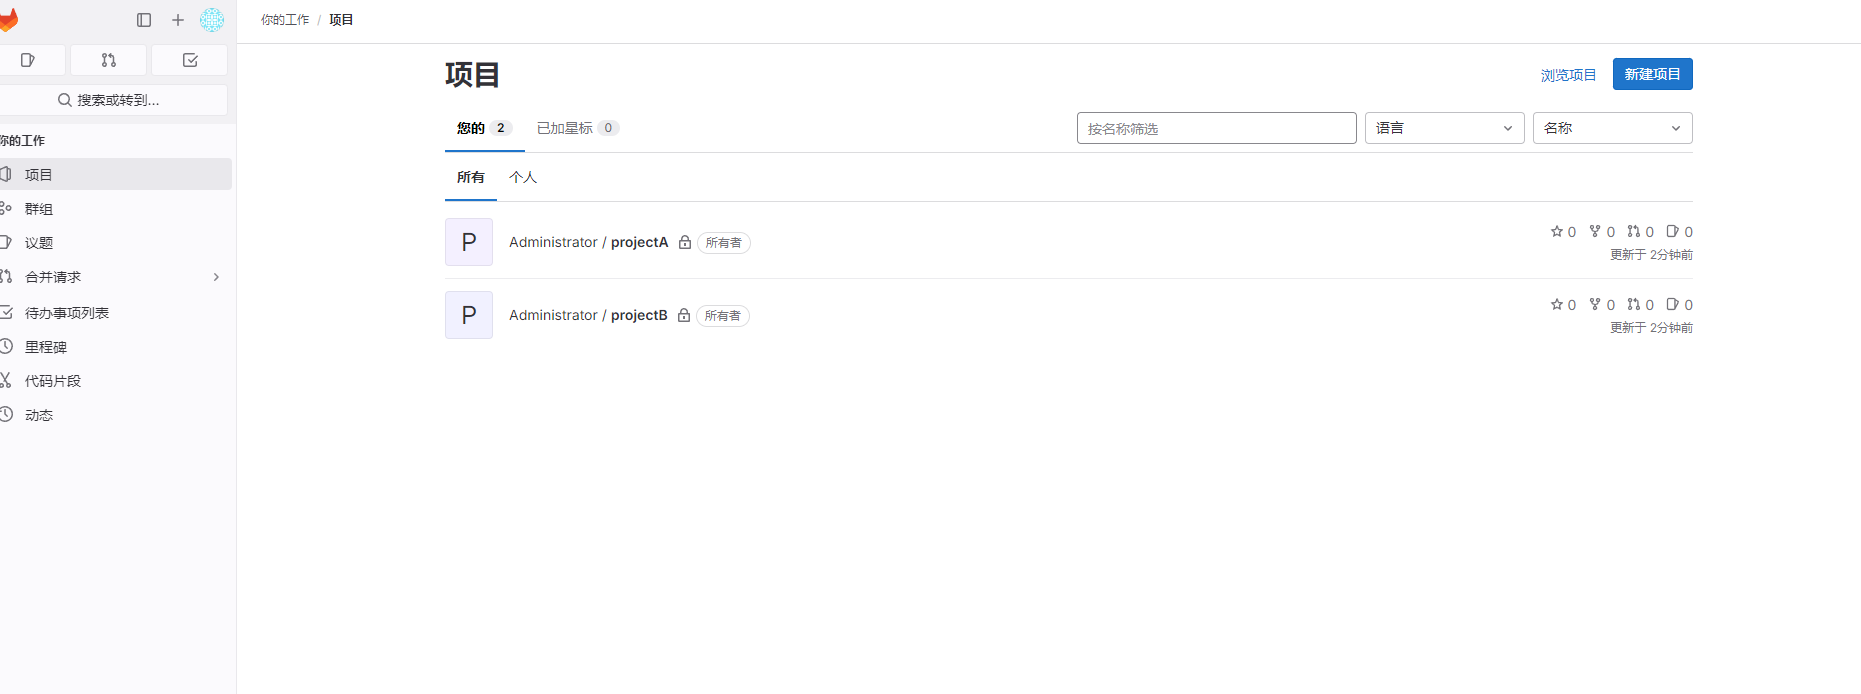 你的工作 / 项目
搜索或转到...
你的工作
项目
群组
议题
合并请求
待办事项列表
里程碑
代码片段
动态
项目
浏览项目
新建项目
您的 2 已加星标 0
按名称筛选
语言
名称
所有 个人
P
Administrator / projectA 所有者
0 0 0 0
更新于 2分钟前
P
Administrator / projectB 所有者
0 0 0 0
更新于 2分钟前